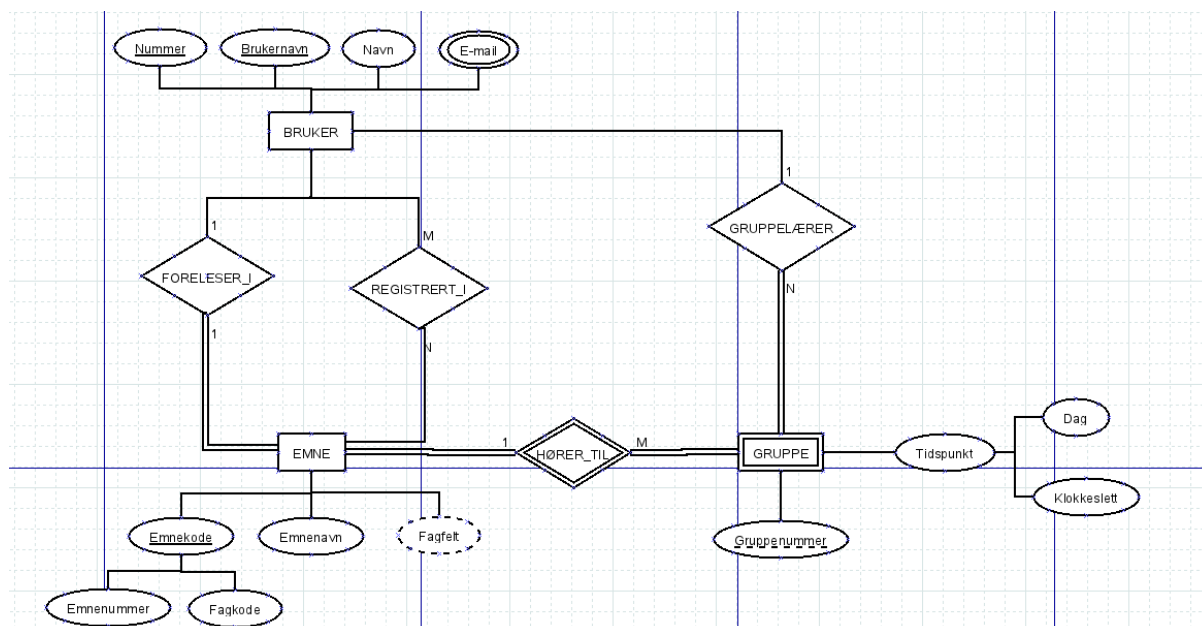 Nummer
Brukernavn
Navn
E-mail
BRUKER
1
GRUPPELÆRER
N
1
FORELESER_I
1
M
REGISTRERT_I
N
EMNE
1
HØRER_TIL
M
GRUPPE
Tidspunkt
Dag
Klokkeslett
Emnekode
Emnenavn
Fagfelt
Gruppenummer
Emnenummer
Fagkode